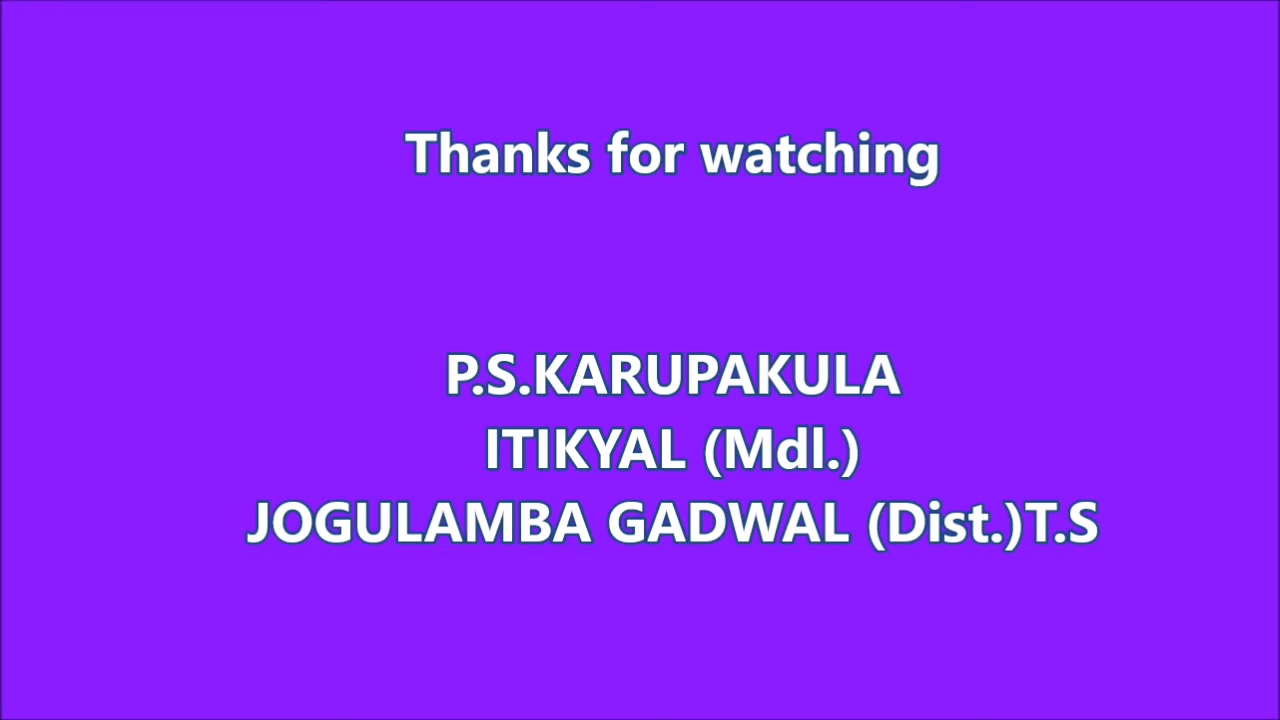 Thanks for watching
P.S.KARUPAKULA
ITIKYAL (Mdl.)
JOGULAMBA GADWAL (Dist.)T.S